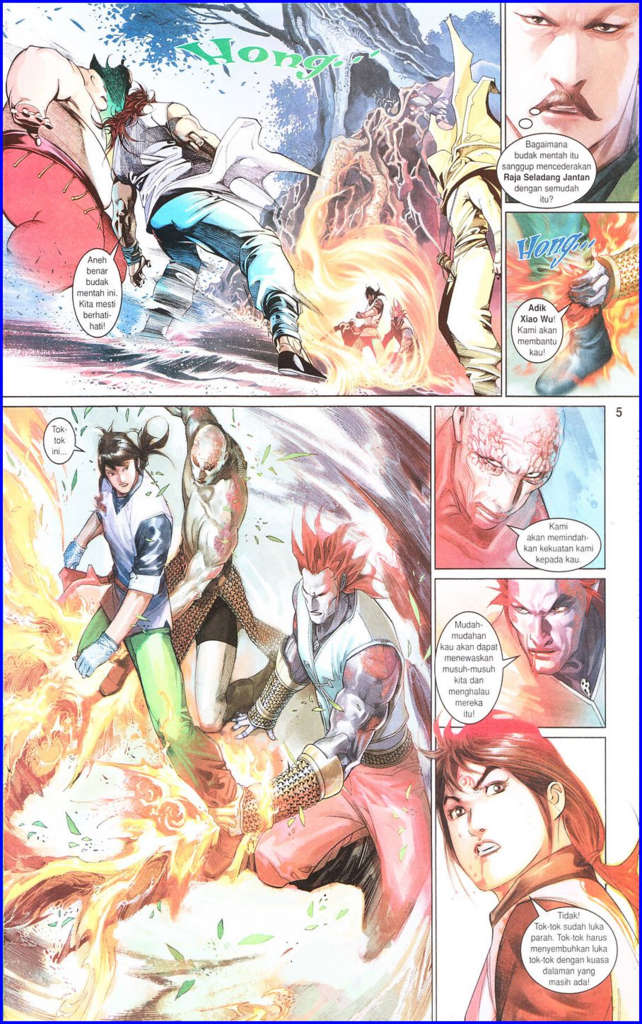 Hong...
Aneh
benar
budak
mentah ini.
Kita mesti
berhati-
hati!
Bagaimana
budak mentah itu
sanggup mencederakan
Raja Seladang Jantan
dengan semudah
itu?
Hong...
Adik
Xiao Wu!
Kami akan
membantu
kau!
5
Tok-
tok
ini...
Kami
akan memindah-
kan kekuatan kami
kepada kau.
Mudah-
mudahan
kau akan dapat
menewaskan
musuh-musuh
kita dan
menghalau
mereka
itu!
Tidak!
Tok-tok sudah luka
parah. Tok-tok harus
menyembuhkan luka
tok-tok dengan kuasa
dalaman yang
masih ada!